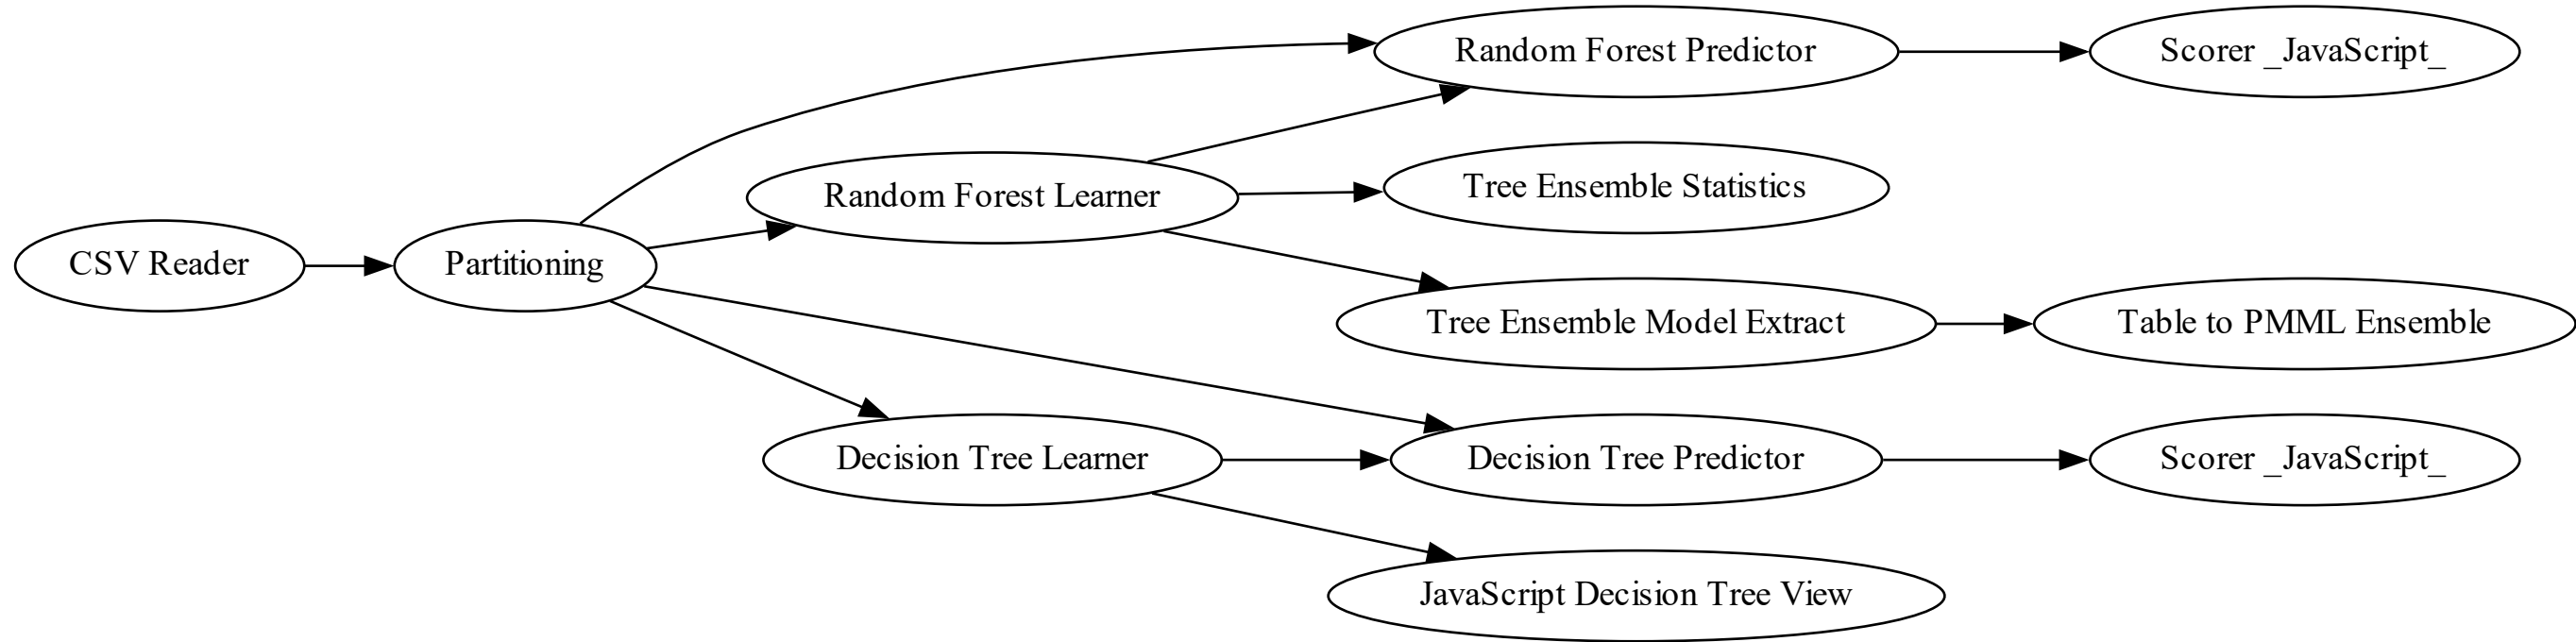 Random Forest Predictor
Scorer _JavaScript_
Tree Ensemble Statistics
Random Forest Learner
CSV Reader
Partitioning
Tree Ensemble Model Extract
Table to PMML Ensemble
Decision Tree Learner
Decision Tree Predictor
Scorer _JavaScript_
JavaScript Decision Tree View